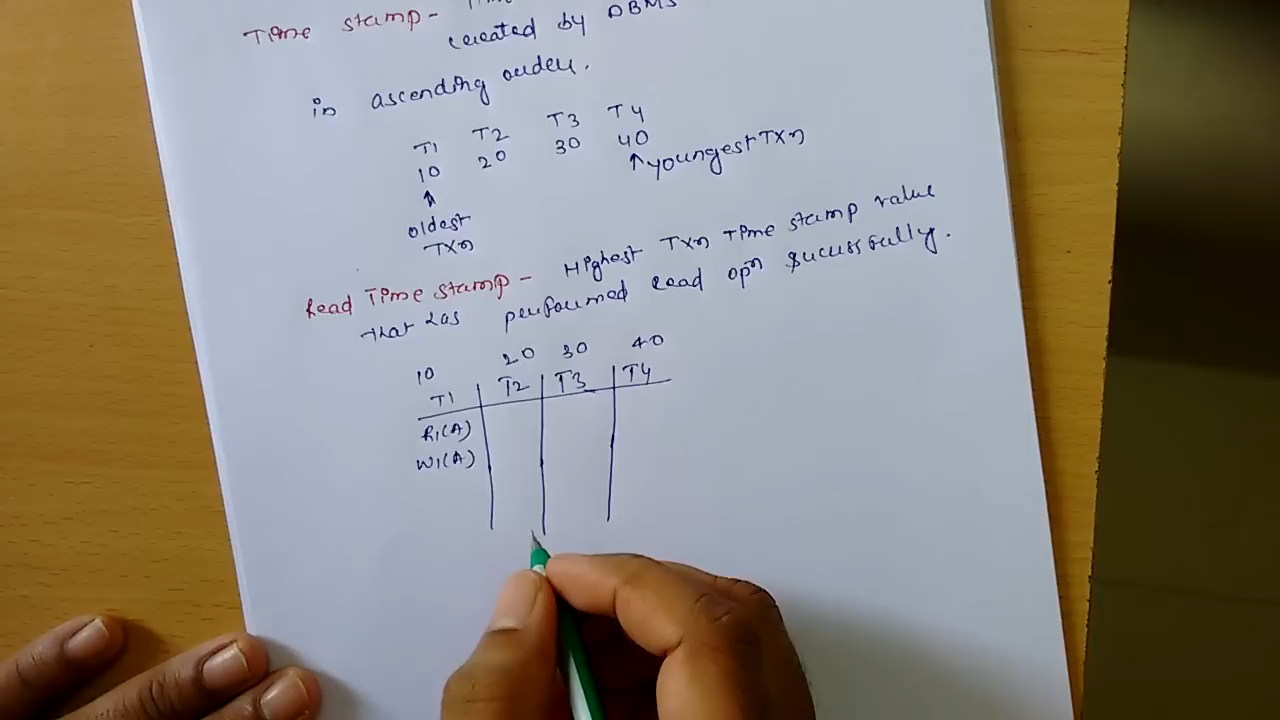 Time stamp -
created by DBMS
in ascending order.
T1 T2 T3 T4
10 20 30 40
↑ ↑ youngest TXn
oldest
TXn
Read Time stamp - Highest TXn Time stamp value
that has performed read opn successfully.
10 20 30 40
T1 T2 T3 T4
R1(A)
W1(A)